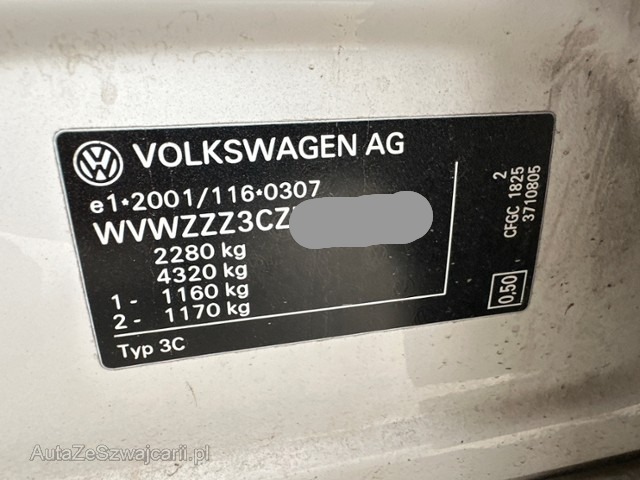 VOLKSWAGEN AG
e1*2001/116*0307
WVWZZZ3CZ
2280 kg
4320 kg
1 - 1160 kg
2 - 1170 kg
Typ 3C
2
CFGC 1825
3710805
0,50
AutaZeSzwajcarii.pl